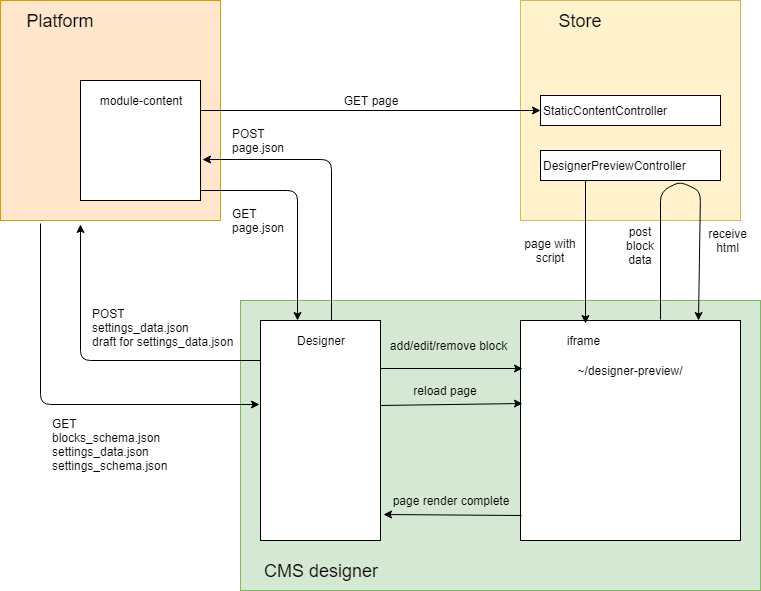 Platform
Store
module-content
GET page
StaticContentController
POST
page.json
DesignerPreviewController
GET
page.json
page with
script
post
block
data
receive
html
POST
settings_data.json
draft for settings_data.json
Designer
add/edit/remove block
iframe
~/designer-preview/
reload page
GET
blocks_schema.json
settings_data.json
settings_schema.json
page render complete
CMS designer